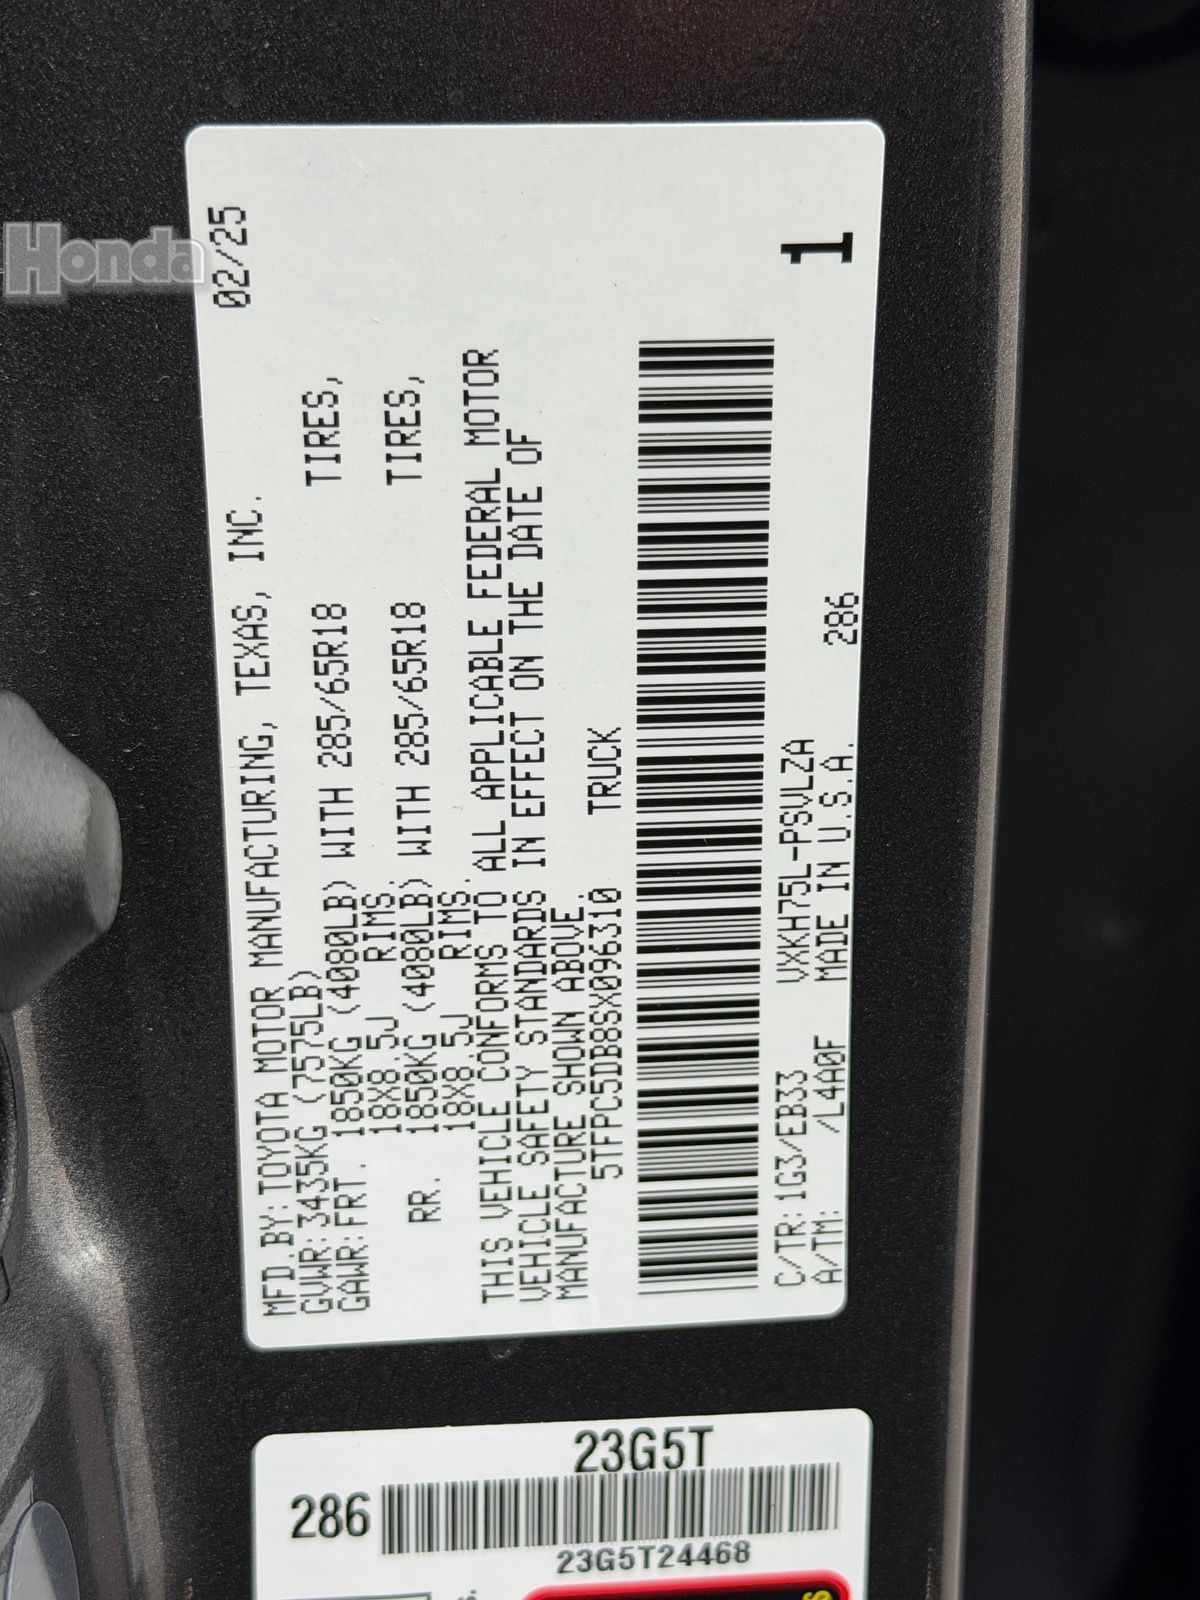 Honda
02/25
MFD.BY:TOYOTA MOTOR MANUFACTURING, TEXAS, INC.
GVWR:3435KG (7575LB)
GAWR:FRT. 1850KG (4080LB) WITH 285/65R18 TIRES,
18X8.5J RIMS.
RR. 1850KG (4080LB) WITH 285/65R18 TIRES,
18X8.5J RIMS.
THIS VEHICLE CONFORMS TO ALL APPLICABLE FEDERAL MOTOR
VEHICLE SAFETY STANDARDS IN EFFECT ON THE DATE OF
MANUFACTURE SHOWN ABOVE.
5TFPC5DB8SX096310 TRUCK
1
C/TR:1G3/EB33 VXKH75L-PSVLZA
A/TM: /L4A0F MADE IN U.S.A. 286
23G5T
286
23G5T24468